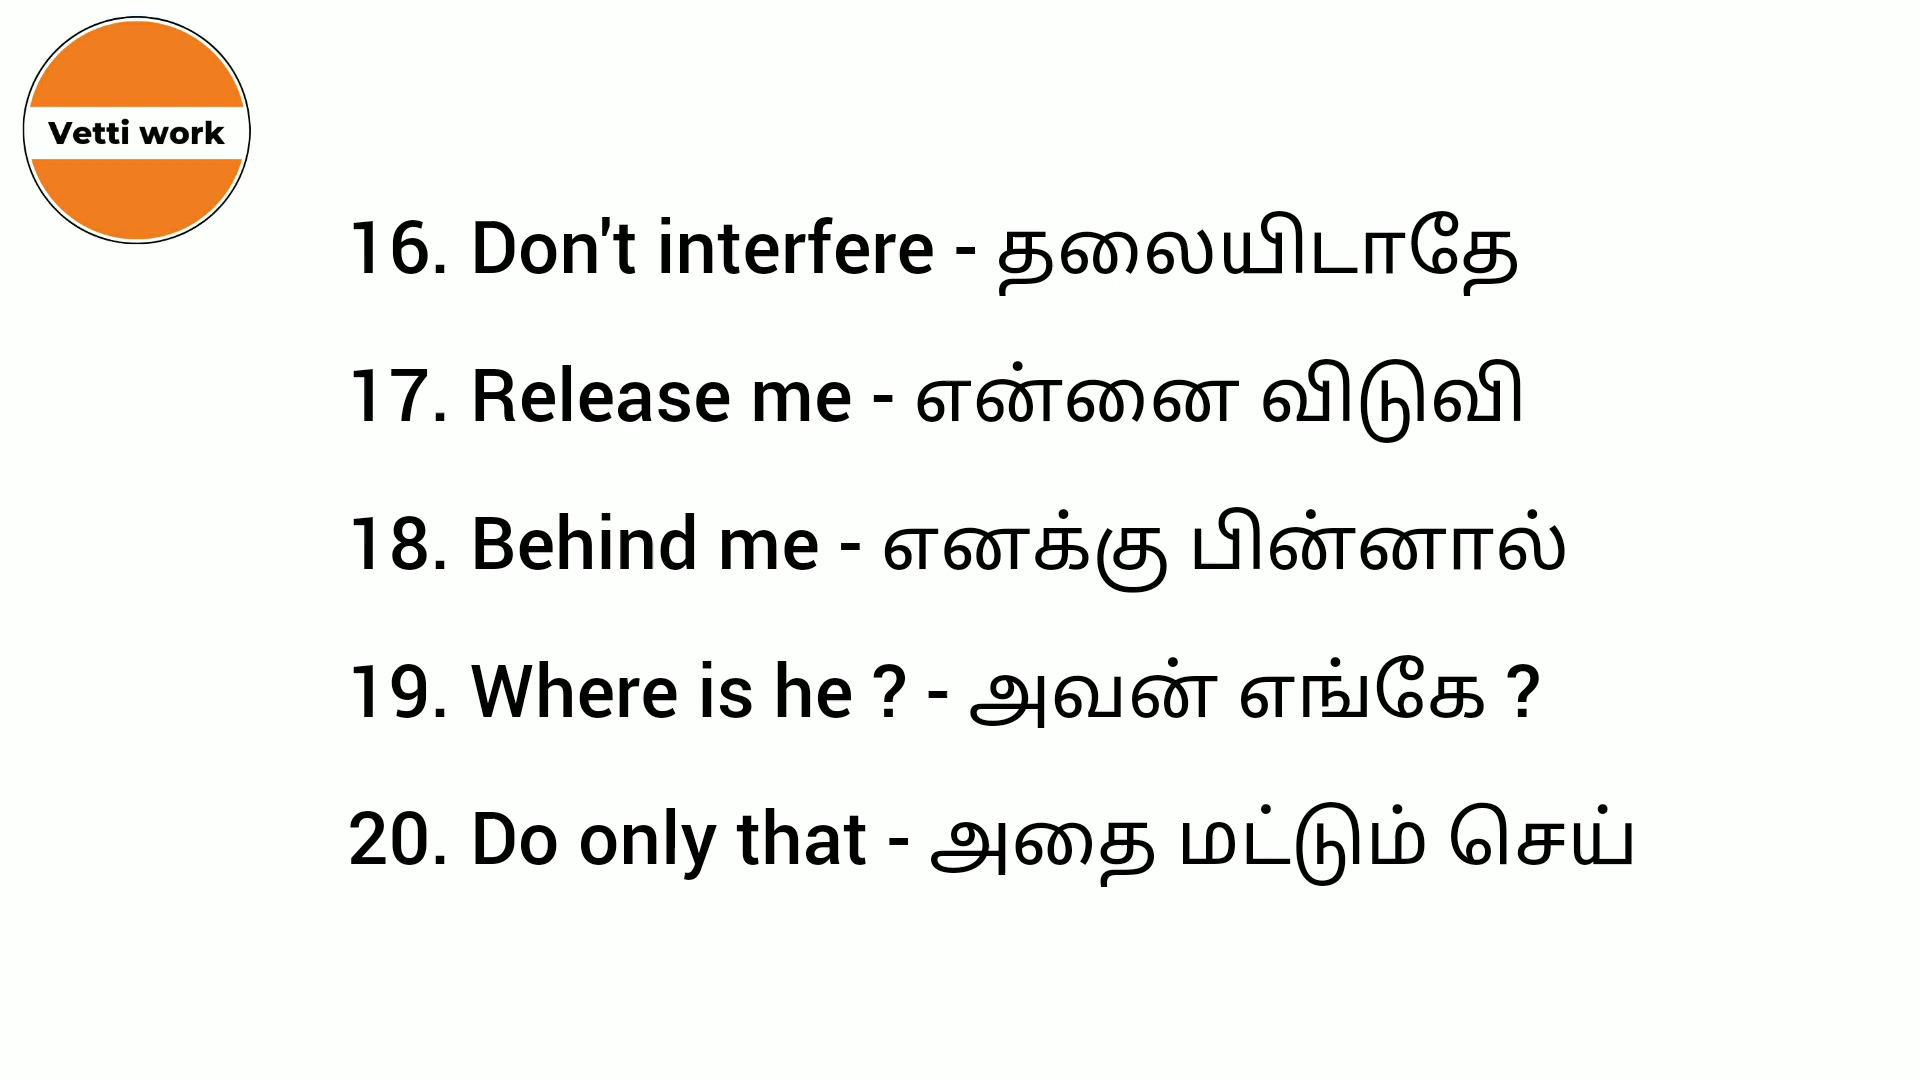 Vetti work
16. Don't interfere - தலையிடாதே
17. Release me - என்னை விடுவி
18. Behind me - எனக்கு பின்னால்
19. Where is he ? - அவன் எங்கே ?
20. Do only that - அதை மட்டும் செய்